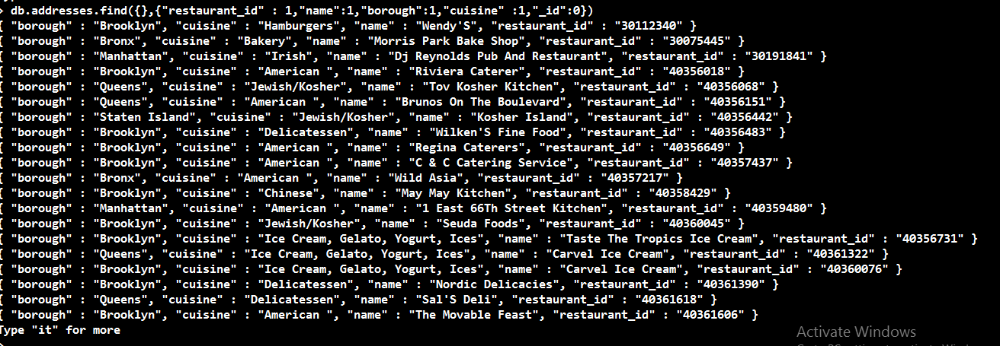 > db.addresses.find({},{"restaurant_id" : 1,"name":1,"borough":1,"cuisine" :1,"_id":0})
{ "borough" : "Brooklyn", "cuisine" : "Hamburgers", "name" : "Wendy'S", "restaurant_id" : "30112340" }
{ "borough" : "Bronx", "cuisine" : "Bakery", "name" : "Morris Park Bake Shop", "restaurant_id" : "30075445" }
{ "borough" : "Manhattan", "cuisine" : "Irish", "name" : "Dj Reynolds Pub And Restaurant", "restaurant_id" : "30191841" }
{ "borough" : "Brooklyn", "cuisine" : "American ", "name" : "Riviera Caterer", "restaurant_id" : "40356018" }
{ "borough" : "Queens", "cuisine" : "Jewish/Kosher", "name" : "Tov Kosher Kitchen", "restaurant_id" : "40356068" }
{ "borough" : "Queens", "cuisine" : "American ", "name" : "Brunos On The Boulevard", "restaurant_id" : "40356151" }
{ "borough" : "Staten Island", "cuisine" : "Jewish/Kosher", "name" : "Kosher Island", "restaurant_id" : "40356442" }
{ "borough" : "Brooklyn", "cuisine" : "Delicatessen", "name" : "Wilken'S Fine Food", "restaurant_id" : "40356483" }
{ "borough" : "Brooklyn", "cuisine" : "American ", "name" : "Regina Caterers", "restaurant_id" : "40356649" }
{ "borough" : "Brooklyn", "cuisine" : "American ", "name" : "C & C Catering Service", "restaurant_id" : "40357437" }
{ "borough" : "Bronx", "cuisine" : "American ", "name" : "Wild Asia", "restaurant_id" : "40357217" }
{ "borough" : "Brooklyn", "cuisine" : "Chinese", "name" : "May May Kitchen", "restaurant_id" : "40358429" }
{ "borough" : "Manhattan", "cuisine" : "American ", "name" : "1 East 66Th Street Kitchen", "restaurant_id" : "40359480" }
{ "borough" : "Brooklyn", "cuisine" : "Jewish/Kosher", "name" : "Seuda Foods", "restaurant_id" : "40360045" }
{ "borough" : "Brooklyn", "cuisine" : "Ice Cream, Gelato, Yogurt, Ices", "name" : "Taste The Tropics Ice Cream", "restaurant_id" : "40356731" }
{ "borough" : "Queens", "cuisine" : "Ice Cream, Gelato, Yogurt, Ices", "name" : "Carvel Ice Cream", "restaurant_id" : "40361322" }
{ "borough" : "Brooklyn", "cuisine" : "Ice Cream, Gelato, Yogurt, Ices", "name" : "Carvel Ice Cream", "restaurant_id" : "40360076" }
{ "borough" : "Brooklyn", "cuisine" : "Delicatessen", "name" : "Nordic Delicacies", "restaurant_id" : "40361390" }
{ "borough" : "Queens", "cuisine" : "Delicatessen", "name" : "Sal'S Deli", "restaurant_id" : "40361618" }
{ "borough" : "Brooklyn", "cuisine" : "American ", "name" : "The Movable Feast", "restaurant_id" : "40361606" }
Type "it" for more
Activate Windows